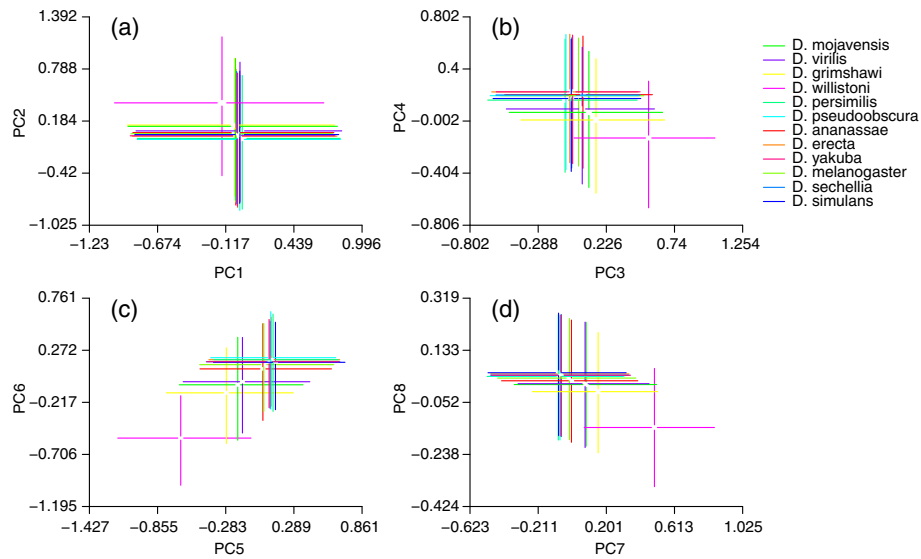 (a)
1.392
0.788
0.184
−0.42
−1.025
PC2
−1.23
−0.674
−0.117
0.439
0.996
PC1
(b)
0.802
0.4
−0.002
−0.404
−0.806
PC4
−0.802
−0.288
0.226
0.74
1.254
PC3
D. mojavensis
D. virilis
D. grimshawi
D. willistoni
D. persimilis
D. pseudoobscura
D. ananassae
D. erecta
D. yakuba
D. melanogaster
D. sechellia
D. simulans
(c)
0.761
0.272
−0.217
−0.706
−1.195
PC6
−1.427
−0.855
−0.283
0.289
0.861
PC5
(d)
0.319
0.133
−0.052
−0.238
−0.424
PC8
−0.623
−0.211
0.201
0.613
1.025
PC7